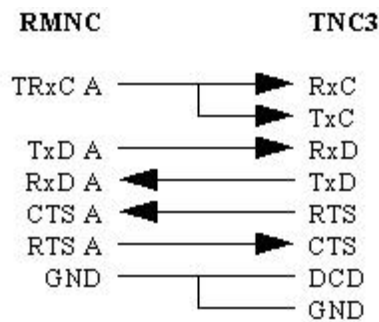 RMNC TNC3
TRxC A RxC
TxC
TxD A RxD
RxD A TxD
CTS A RTS
RTS A CTS
GND DCD
GND